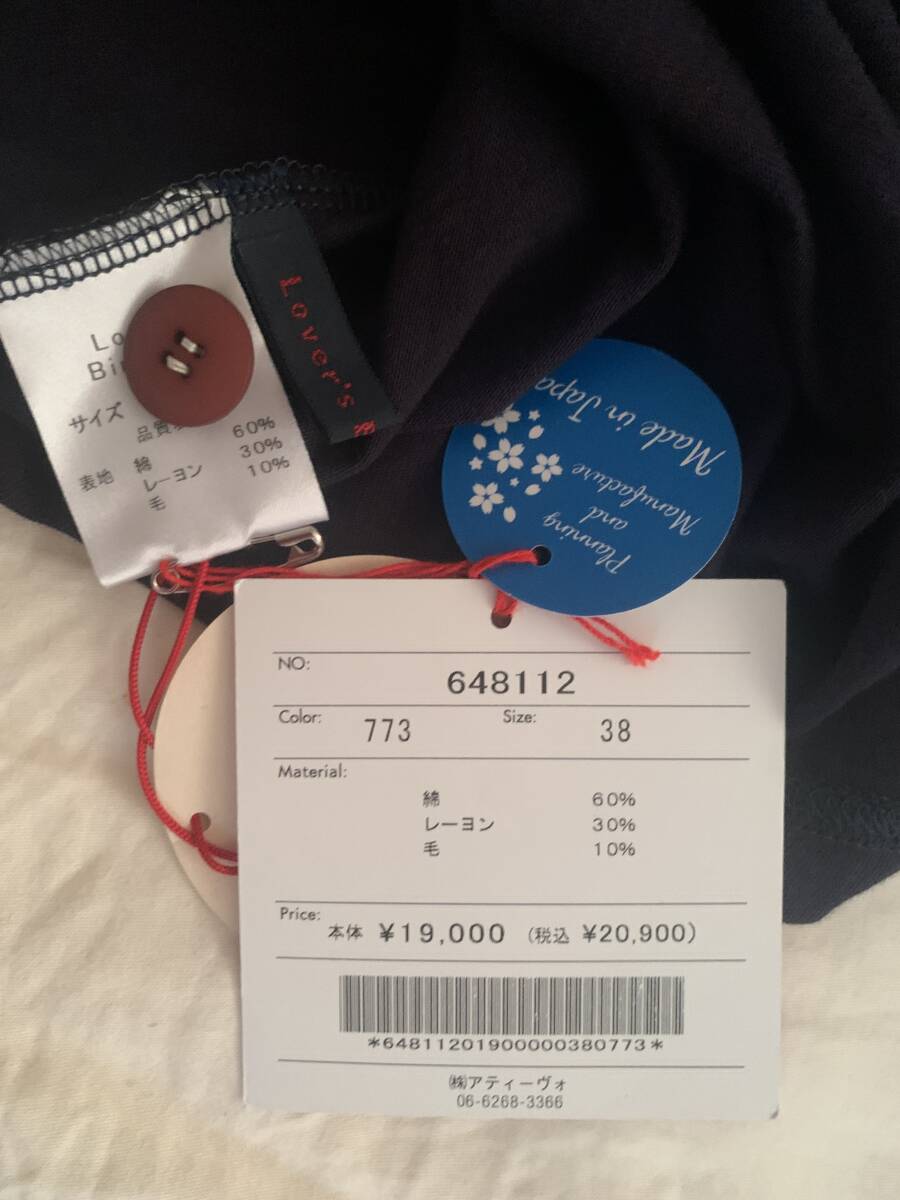 Lo
Bi
サイズ
品質
表地 綿 60%
レーヨン 30%
毛 10%
Lover's &
Made in Japa
Planning
and
Manufacture
NO:
648112
Color: 773 Size: 38
Material:
綿 60%
レーヨン 30%
毛 10%
Price:
本体 ¥19,000 (税込 ¥20,900)
*648112019000000380773*
㈱アティーヴォ
06-6268-3366